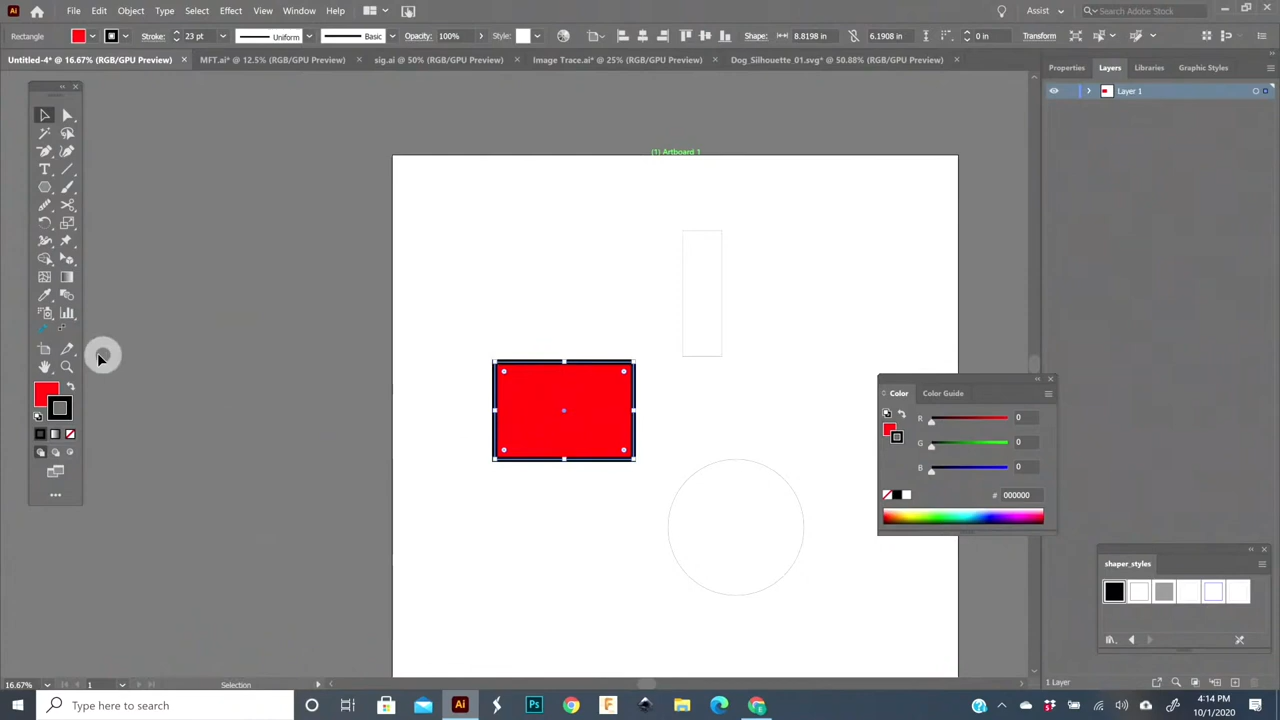 Ai File Edit Object Type Select Effect View Window Help Assist Search Adobe Stock
Rectangle Stroke: 23 pt Uniform Basic Opacity: 100% Style: Shape: 8.8198 in 6.1908 in 0 in Transform
Untitled-4* @ 16.67% (RGB/GPU Preview) × MFT.ai* @ 12.5% (RGB/GPU Preview) × sig.ai @ 50% (RGB/GPU Preview) × Image Trace.ai* @ 25% (RGB/GPU Preview) × Dog_Silhouette_01.svg* @ 50.88% (RGB/GPU Preview) ×
Properties Layers Libraries Graphic Styles
Layer 1
(1) Artboard 1
Color Color Guide
R 0
G 0
B 0
# 000000
shaper_styles
16.67% 1 Selection
1 Layer
Type here to search
Ai Ps
4:14 PM
10/1/2020